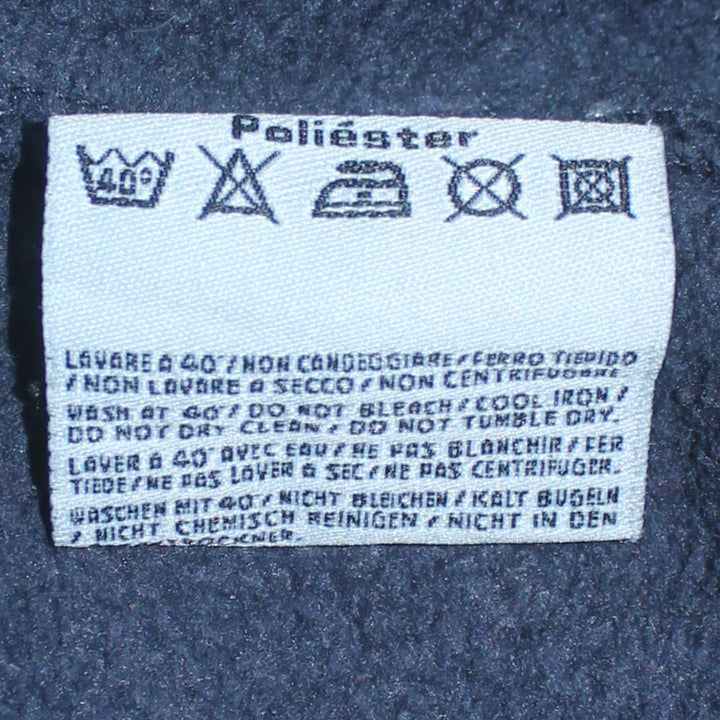 Poliéster
40°
LAVARE A 40°/NON CANDEGGIARE/FERRO TIEPIDO
/NON LAVARE A SECCO/NON CENTRIFUGARE
WASH AT 40°/DO NOT BLEACH/COOL IRON/
DO NOT DRY CLEAN/DO NOT TUMBLE DRY.
LAVER A 40°AVEC EAU/NE PAS BLANCHIR/FER
TIEDE/NE PAS LAVER A SEC/NE PAS CENTRIFUGER.
WASCHEN MIT 40°/NICHT BLEICHEN/KALT BUGELN
/NICHT CHEMISCH REINIGEN/NICHT IN DEN